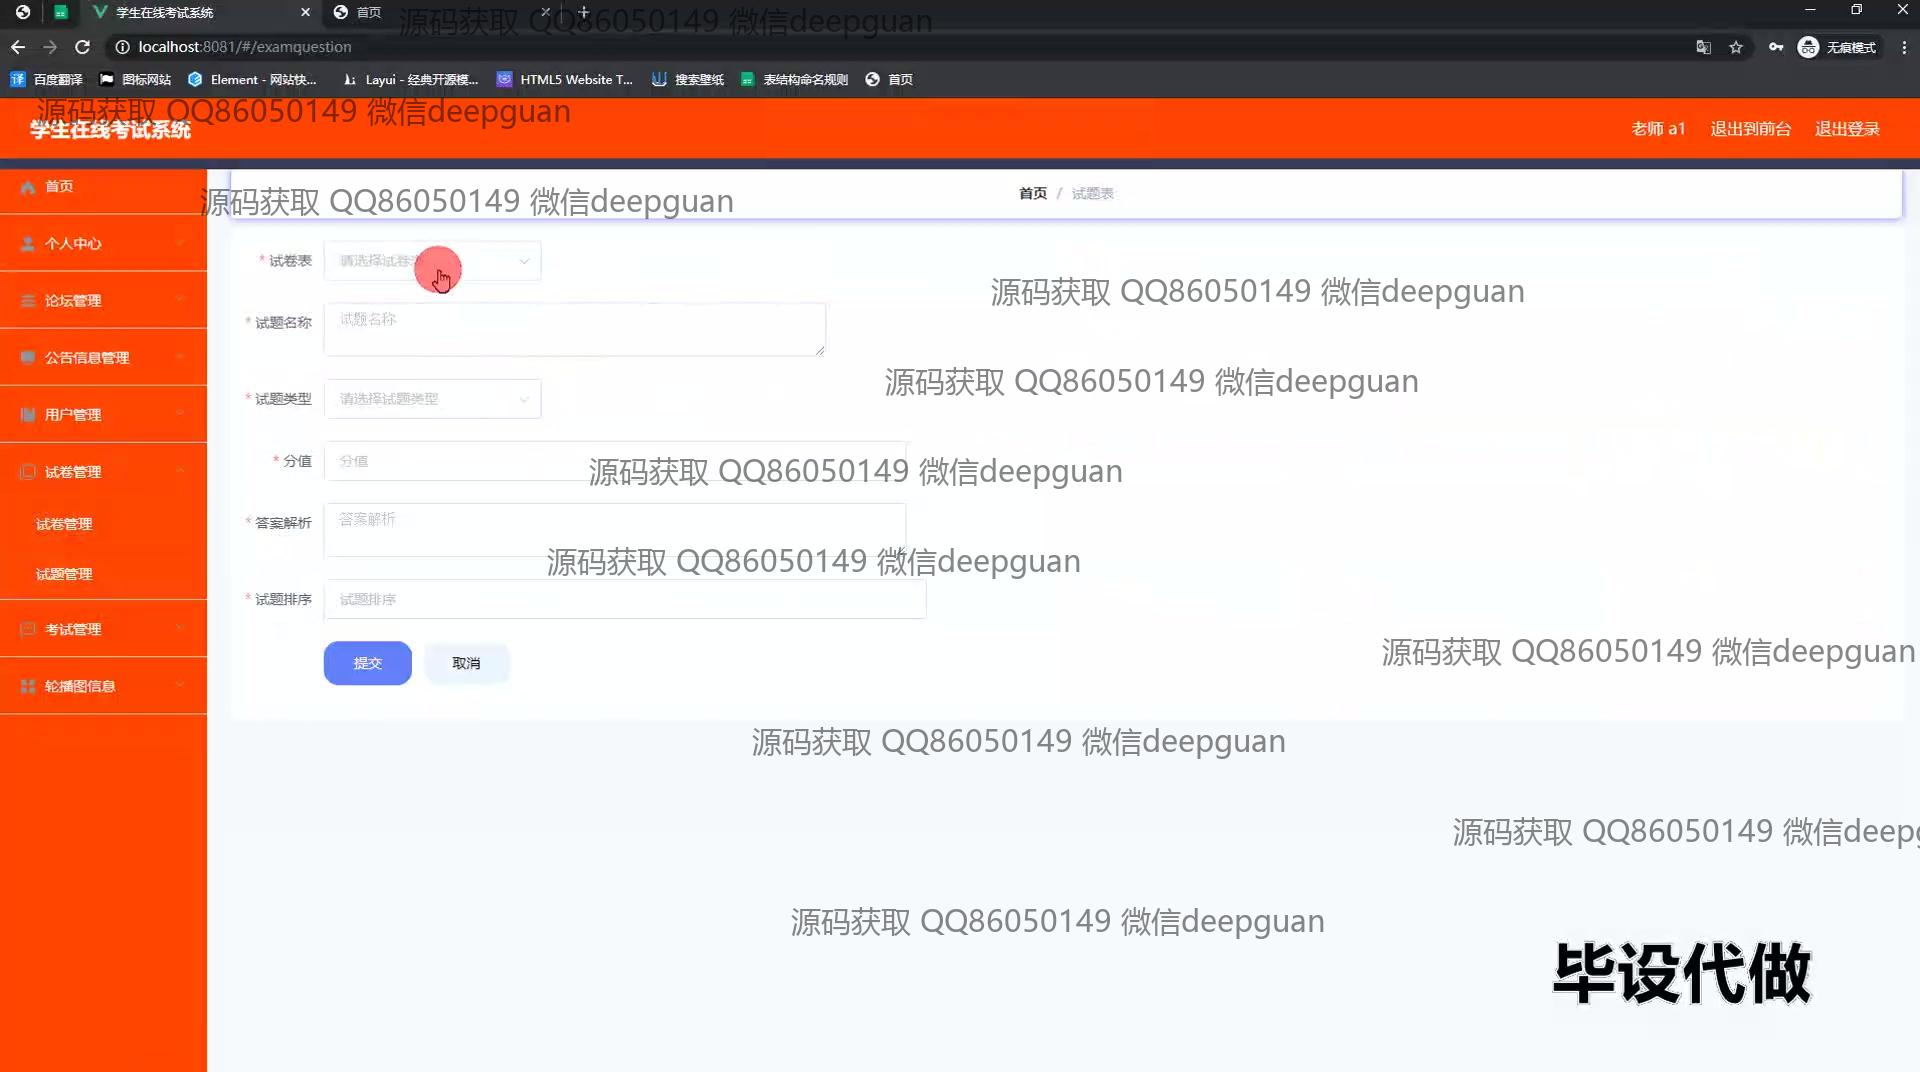 学生在线考试系统
首页
源码获取 QQ86050149 微信deepguan
localhost:8081/#/examquestion
无痕模式
百度翻译
图标网站
Element - 网站快...
Layui - 经典开源模...
HTML5 Website T...
搜索壁纸
表结构命名规则
首页
源码获取 QQ86050149 微信deepguan
学生在线考试系统
老师 a1
退出到前台
退出登录
首页
源码获取 QQ86050149 微信deepguan
首页 / 试题表
个人中心
* 试卷表
请选择试卷
源码获取 QQ86050149 微信deepguan
论坛管理
* 试题名称
试题名称
公告信息管理
源码获取 QQ86050149 微信deepguan
* 试题类型
请选择试题类型
用户管理
* 分值
分值
源码获取 QQ86050149 微信deepguan
试卷管理
试卷管理
* 答案解析
答案解析
源码获取 QQ86050149 微信deepguan
试题管理
* 试题排序
试题排序
考试管理
提交
取消
源码获取 QQ86050149 微信deepguan
轮播图信息
源码获取 QQ86050149 微信deepguan
源码获取 QQ86050149 微信deepg
源码获取 QQ86050149 微信deepguan
毕设代做